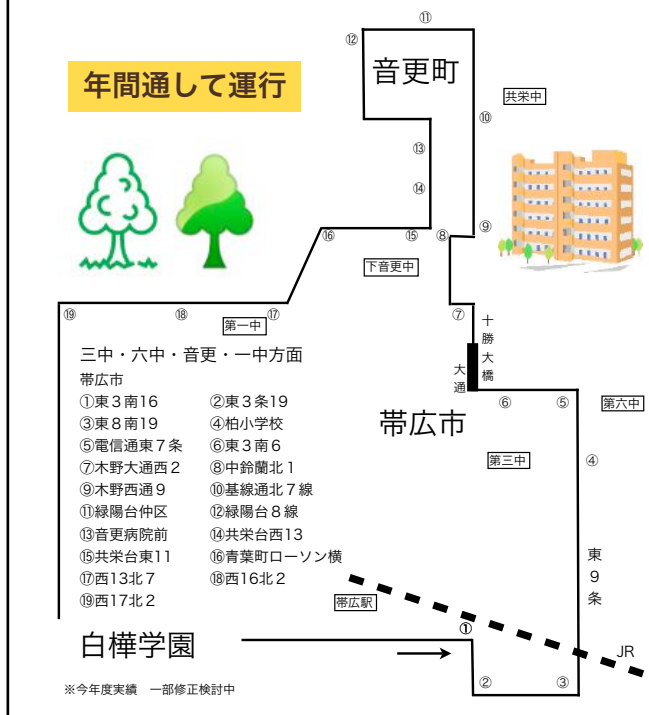 年間通して運行
⑪
⑫
音更町
共栄中
⑩
⑬
⑭
⑯
⑮
⑧
⑨
下音更中
⑲
⑱
⑰
第一中
⑦
十勝大橋
大通
三中・六中・音更・一中方面
帯広市
①東3南16 ②東3条19
③東8南19 ④柏小学校
⑤電信通東7条 ⑥東3南6
⑦木野大通西2 ⑧中鈴蘭北1
⑨木野西通9 ⑩基線通北7線
⑪緑陽台仲区 ⑫緑陽台8線
⑬音更病院前 ⑭共栄台西13
⑮共栄台東11 ⑯青葉町ローソン横
⑰西13北7 ⑱西16北2
⑲西17北2
⑥
⑤
第六中
帯広市
第三中
④
東9条
帯広駅
①
JR
白樺学園
②
③
※今年度実績 一部修正検討中